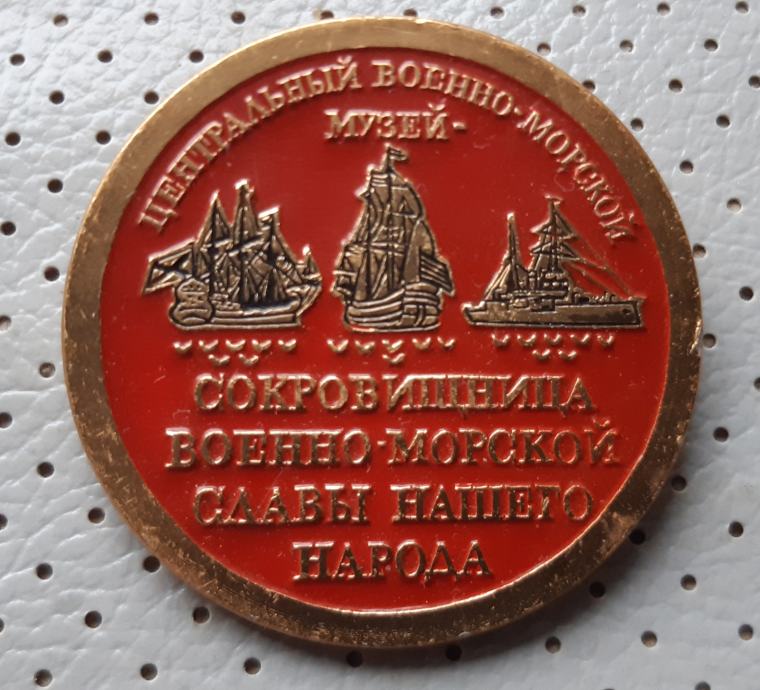 ЦЕНТРАЛЬНЫЙ ВОЕННО-МОРСКОЙ
МУЗЕЙ-
СОКРОВИЩНИЦА
ВОЕННО-МОРСКОЙ
СЛАВЫ НАШЕГО
НАРОДА